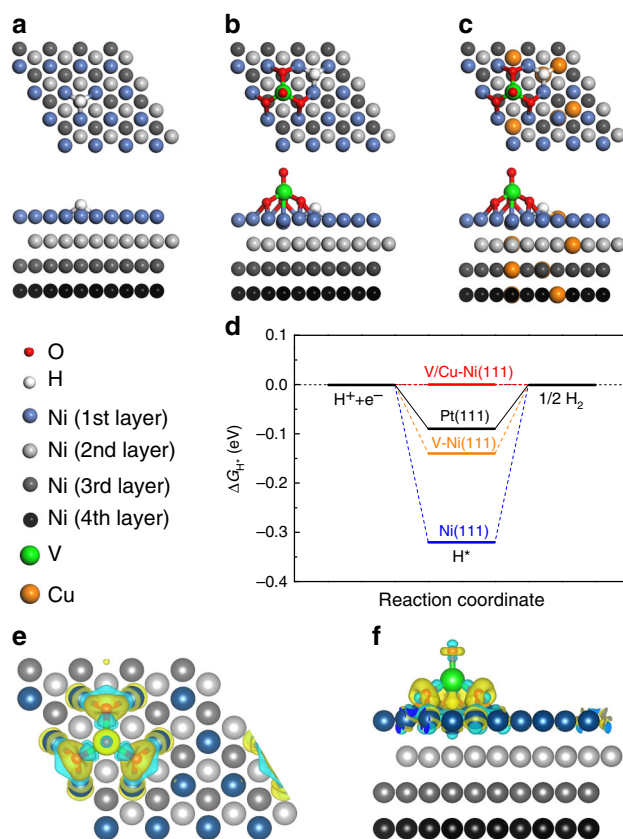 a
b
c
O
H
Ni (1st layer)
Ni (2nd layer)
Ni (3rd layer)
Ni (4th layer)
V
Cu
d
0.1
0.0
−0.1
−0.2
−0.3
−0.4
ΔG_H* (eV)
V/Cu-Ni(111)
H⁺+e⁻
1/2 H₂
Pt(111)
V-Ni(111)
Ni(111)
H*
Reaction coordinate
e
f